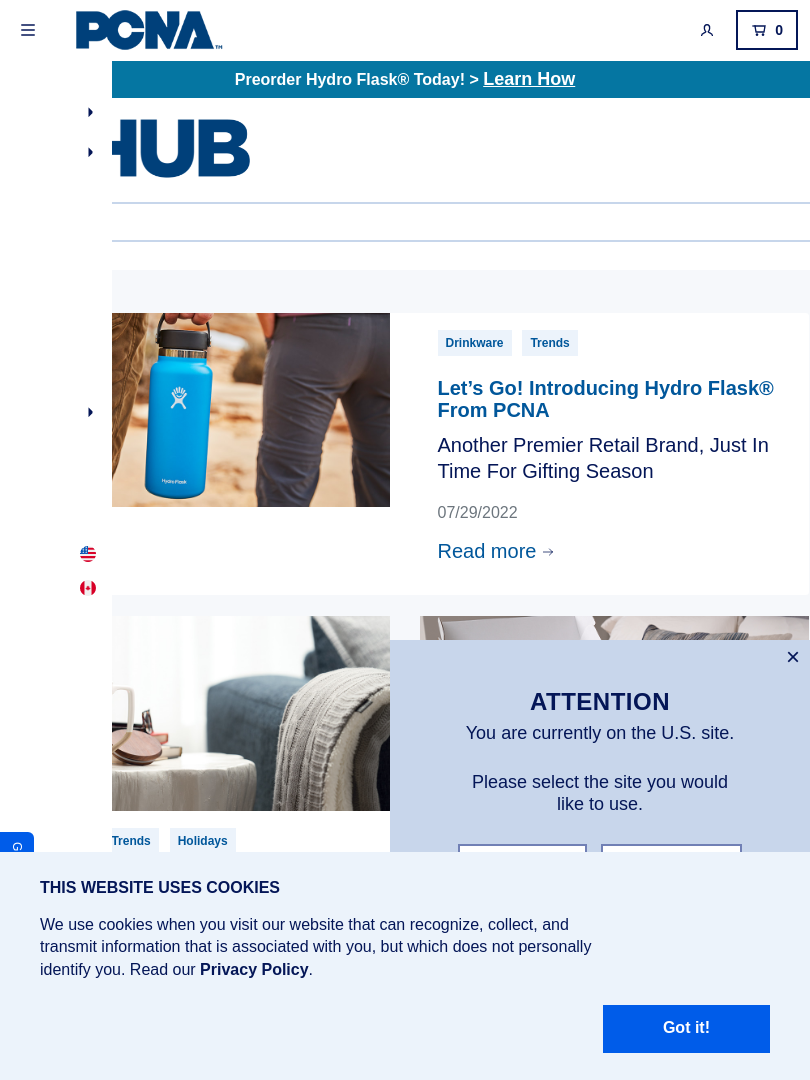 PCNA™
0
Preorder Hydro Flask® Today! > Learn How
HUB
Hydro Flask
Drinkware
Trends
Let’s Go! Introducing Hydro Flask®
From PCNA
Another Premier Retail Brand, Just In
Time For Gifting Season
07/29/2022
Read more
Trends
Holidays
ATTENTION
You are currently on the U.S. site.
Please select the site you would
like to use.
G
THIS WEBSITE USES COOKIES
We use cookies when you visit our website that can recognize, collect, and
transmit information that is associated with you, but which does not personally
identify you. Read our Privacy Policy.
Got it!